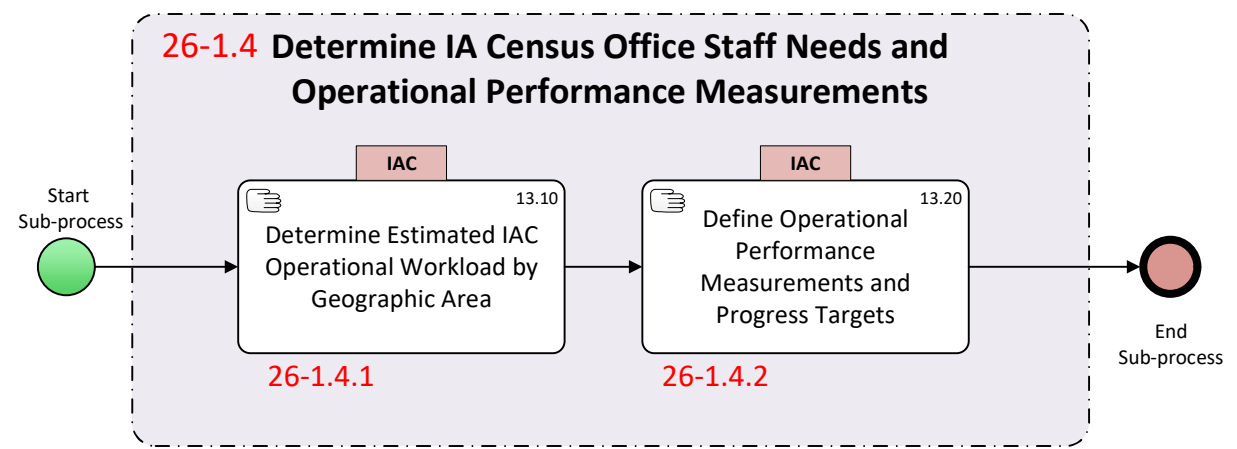 26-1.4 Determine IA Census Office Staff Needs and
Operational Performance Measurements
Start
Sub-process
IAC
13.10
Determine Estimated IAC
Operational Workload by
Geographic Area
26-1.4.1
IAC
13.20
Define Operational
Performance
Measurements and
Progress Targets
26-1.4.2
End
Sub-process